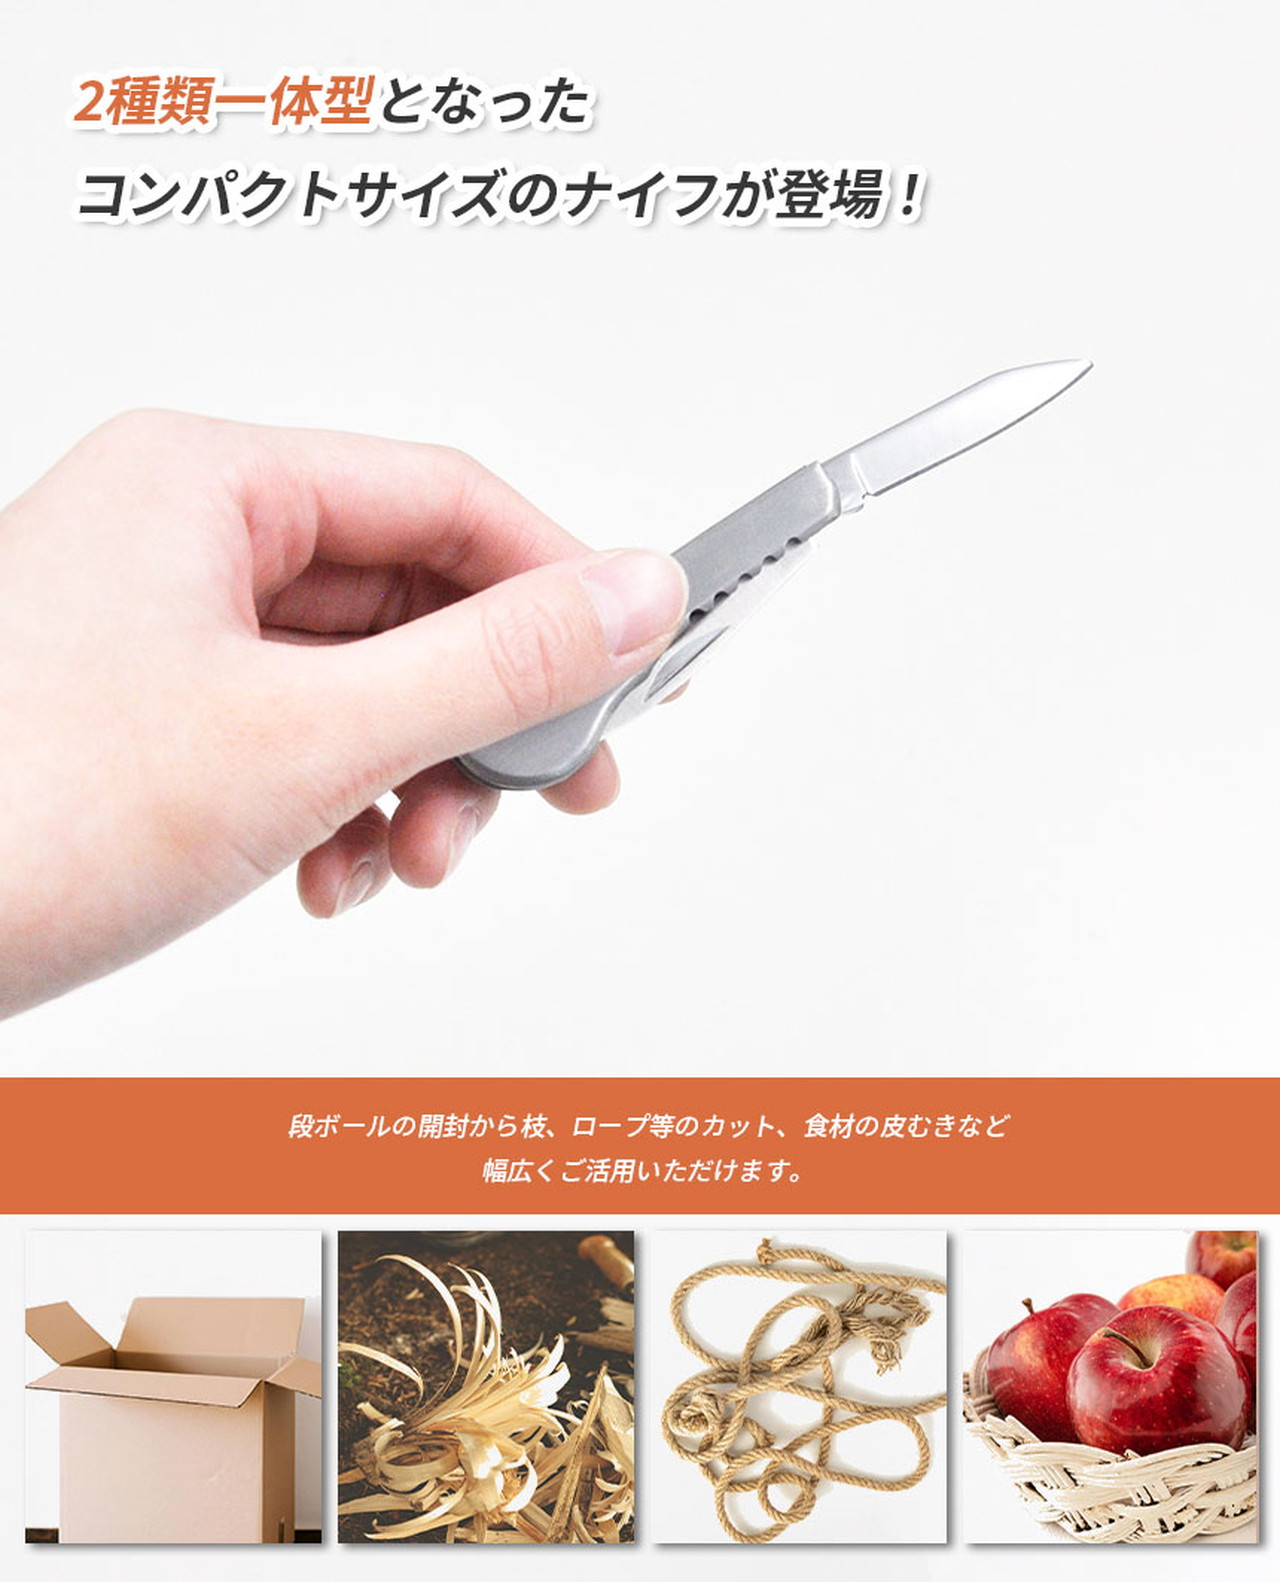 2種類一体型となった
コンパクトサイズのナイフが登場！
段ボールの開封から枝、ロープ等のカット、食材の皮むきなど
幅広くご活用いただけます。